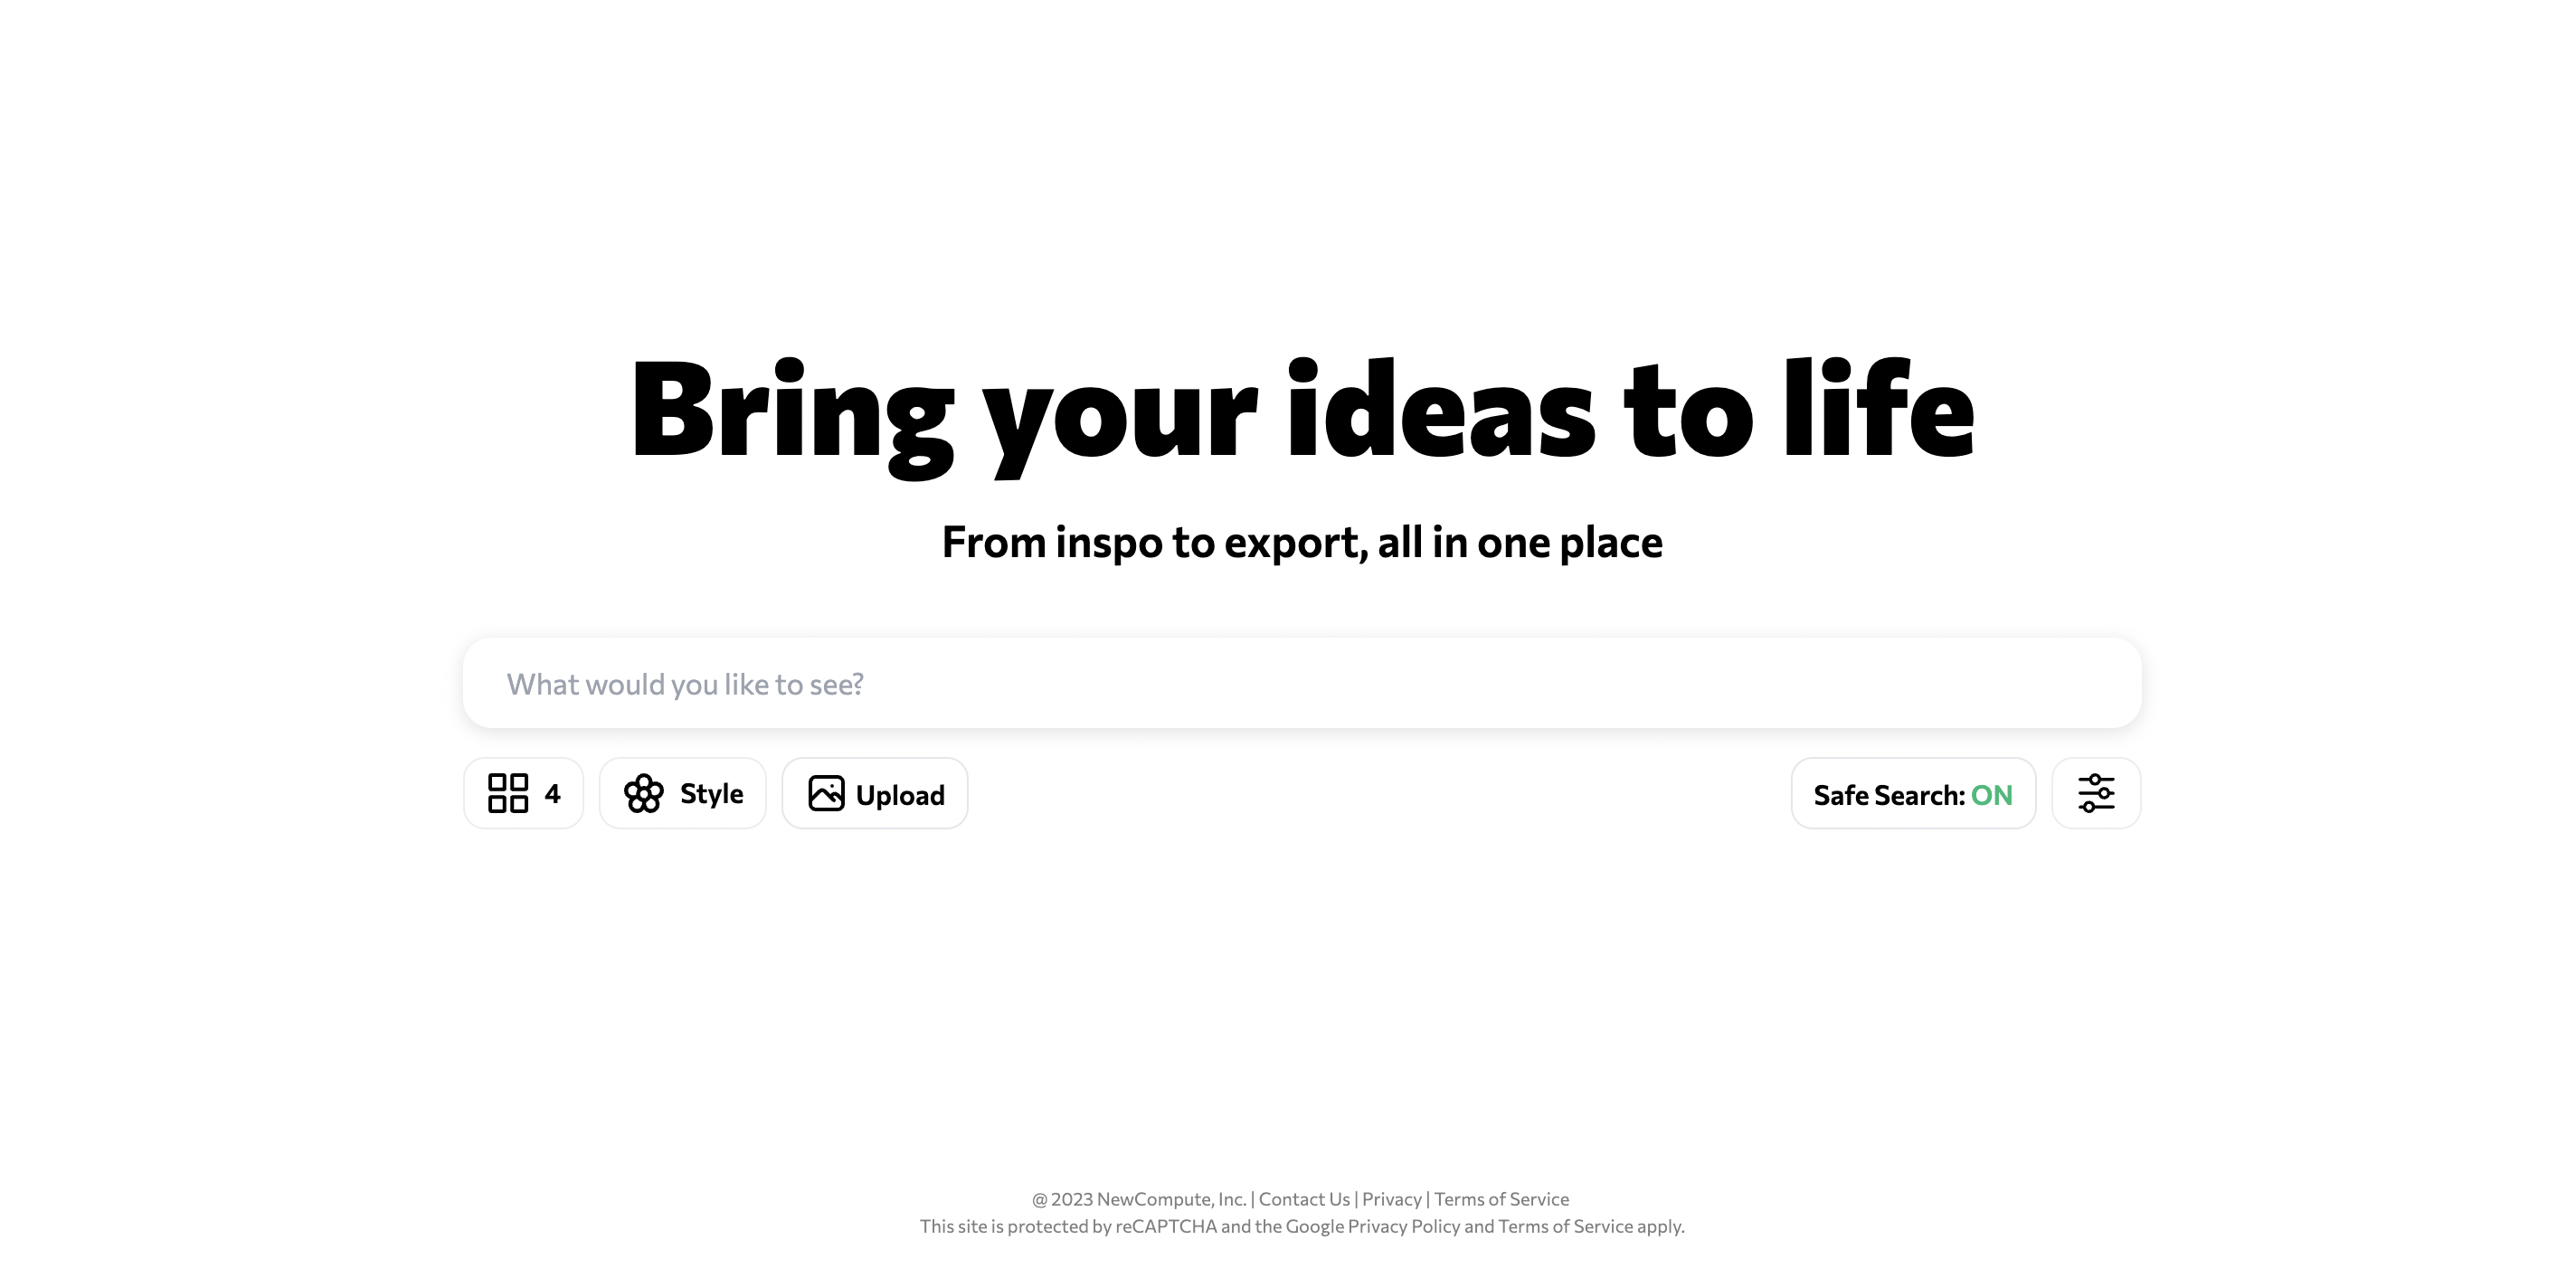 Bring your ideas to life
From inspo to export, all in one place
What would you like to see?
4 Style Upload Safe Search: ON
@ 2023 NewCompute, Inc. | Contact Us | Privacy | Terms of Service
This site is protected by reCAPTCHA and the Google Privacy Policy and Terms of Service apply.